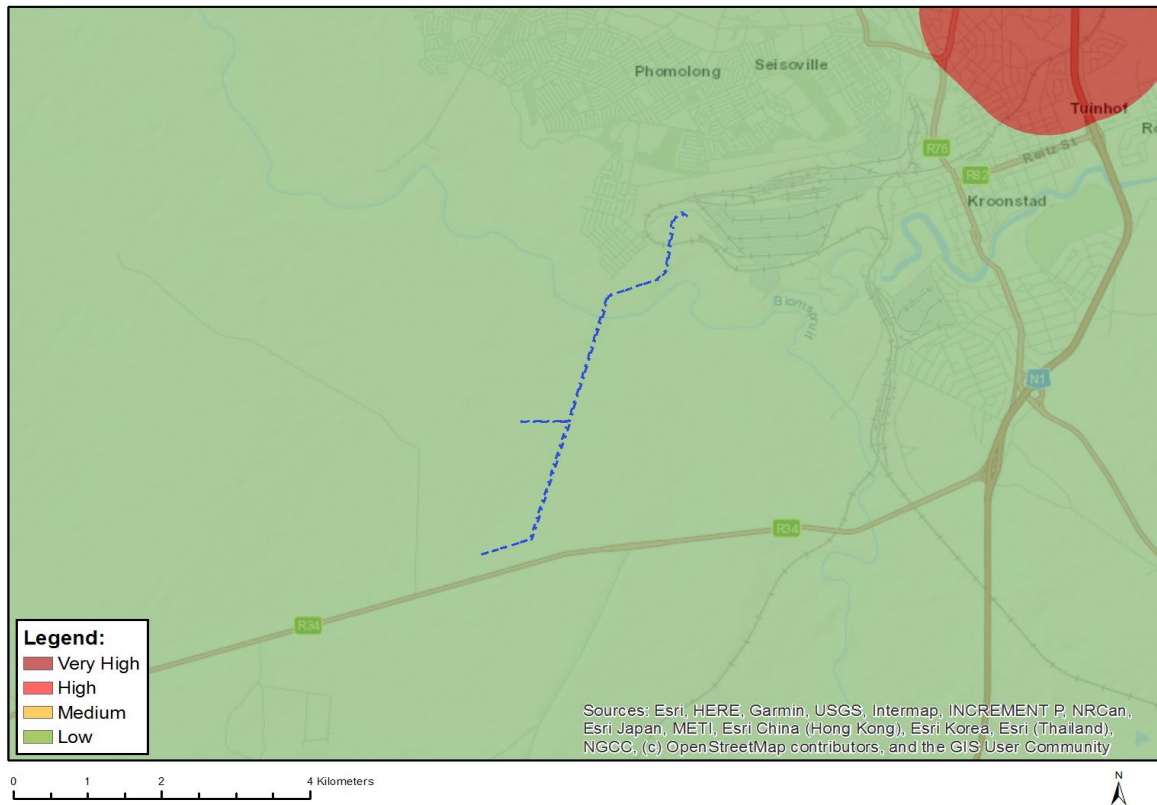 Phomolong
Seisoville
Tuinhof
R76
Reitz St
R82
Kroonstad
Blomspruit
N1
R34
R34
Legend:
Very High
High
Medium
Low
Sources: Esri, HERE, Garmin, USGS, Intermap, INCREMENT P, NRCan,
Esri Japan, METI, Esri China (Hong Kong), Esri Korea, Esri (Thailand),
NGCC, (c) OpenStreetMap contributors, and the GIS User Community
0 1 2 4 Kilometers
N